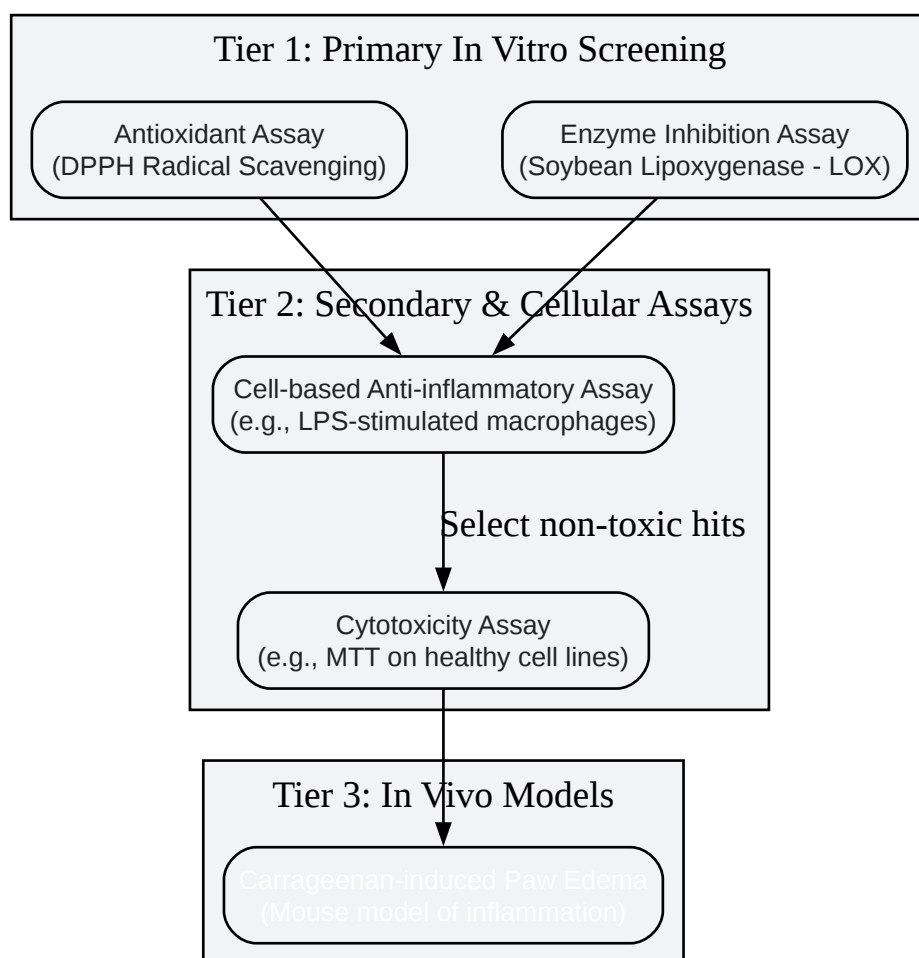 Tier 1: Primary In Vitro Screening
Antioxidant Assay
(DPPH Radical Scavenging)
Enzyme Inhibition Assay
(Soybean Lipoxygenase - LOX)
Tier 2: Secondary & Cellular Assays
Cell-based Anti-inflammatory Assay
(e.g., LPS-stimulated macrophages)
Select non-toxic hits
Cytotoxicity Assay
(e.g., MTT on healthy cell lines)
Tier 3: In Vivo Models
Carrageenan-induced Paw Edema
(Mouse model of inflammation)